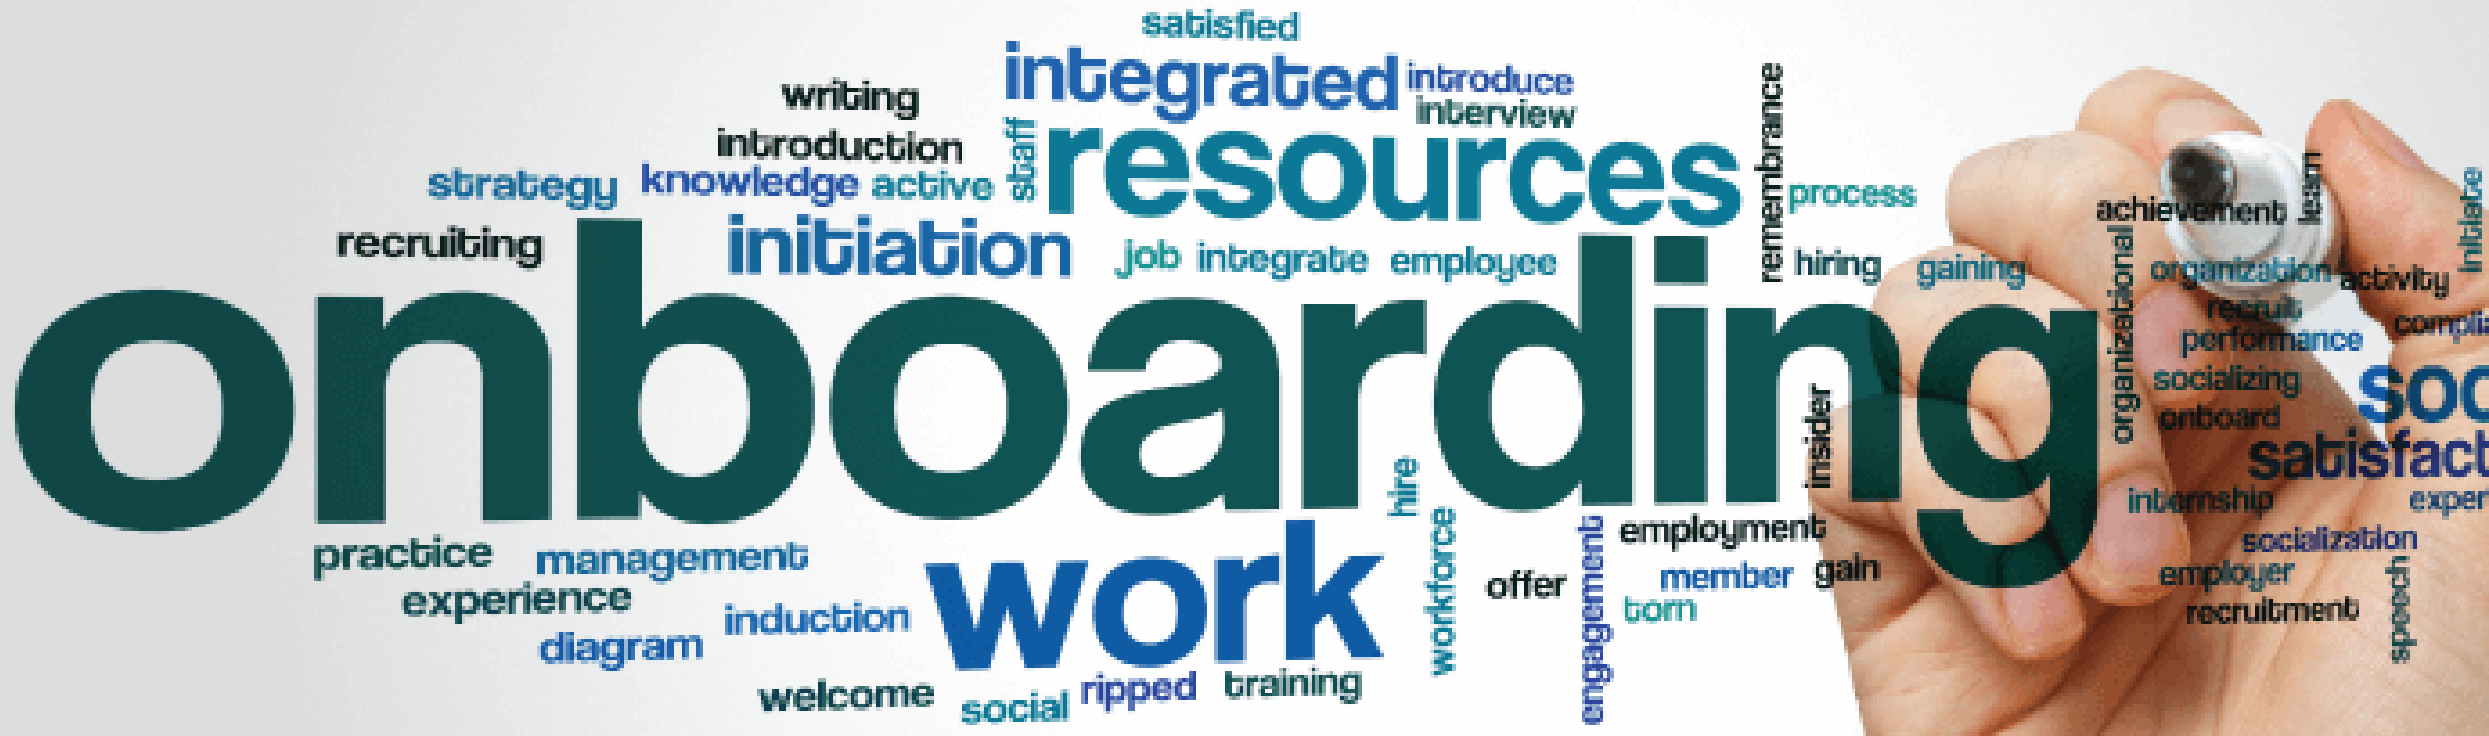 satisfied
integrated introduce
interview
writing
introduction
staff
resources
remembrance
strategy knowledge active
process
achievement
learn
initiate
recruiting
initiation
job integrate employee
hiring gaining
organizational
organization activity
recruit
performance
socializing
onboard
onboarding
insider
hire
internship
practice management
experience
diagram
induction
work
workforce
offer
engagement
employment
member gain
torn
socialization
employer
recruitment
speech
welcome social ripped training